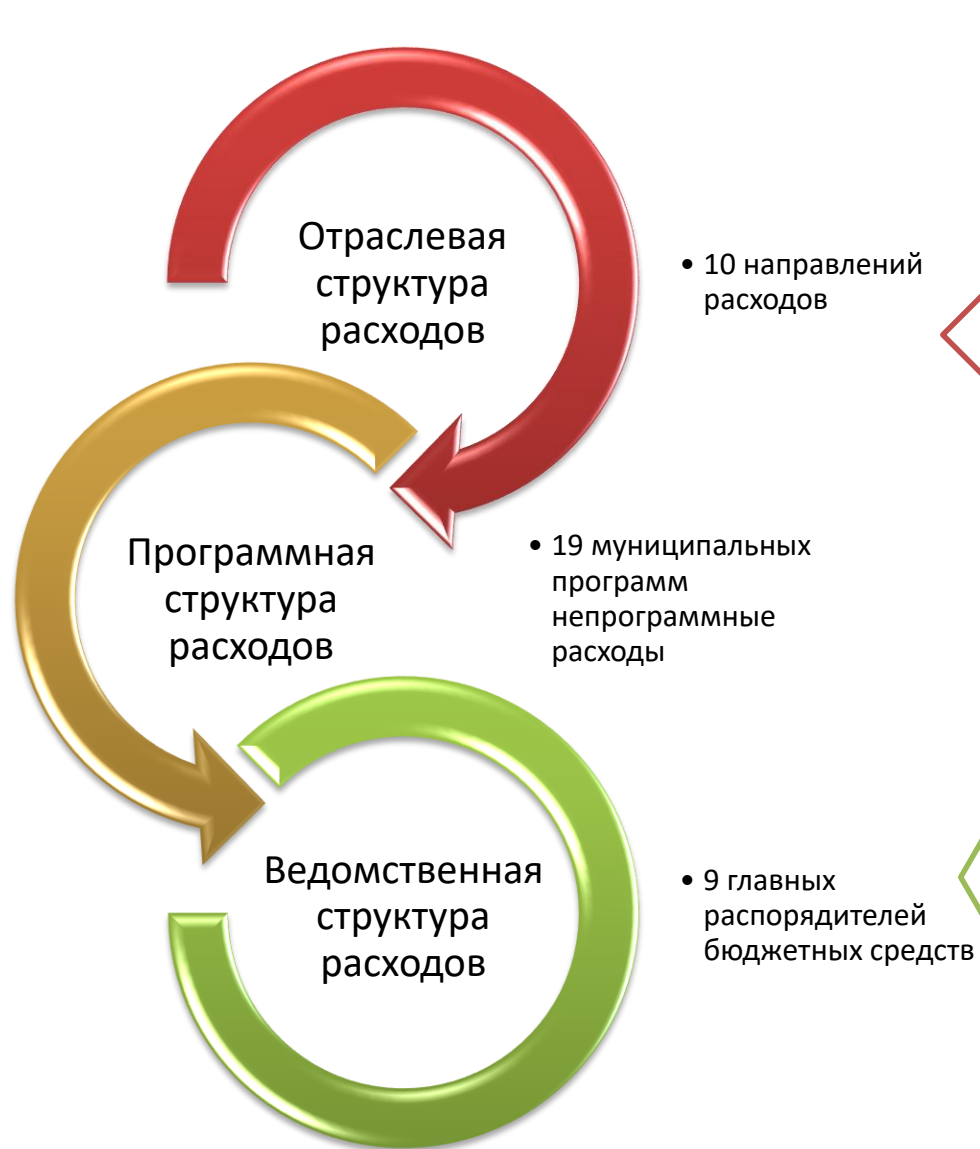 Отраслевая
структура
расходов
• 10 направлений
расходов
Программная
структура
расходов
• 19 муниципальных
программ
непрограммные
расходы
Ведомственная
структура
расходов
• 9 главных
распорядителей
бюджетных средств